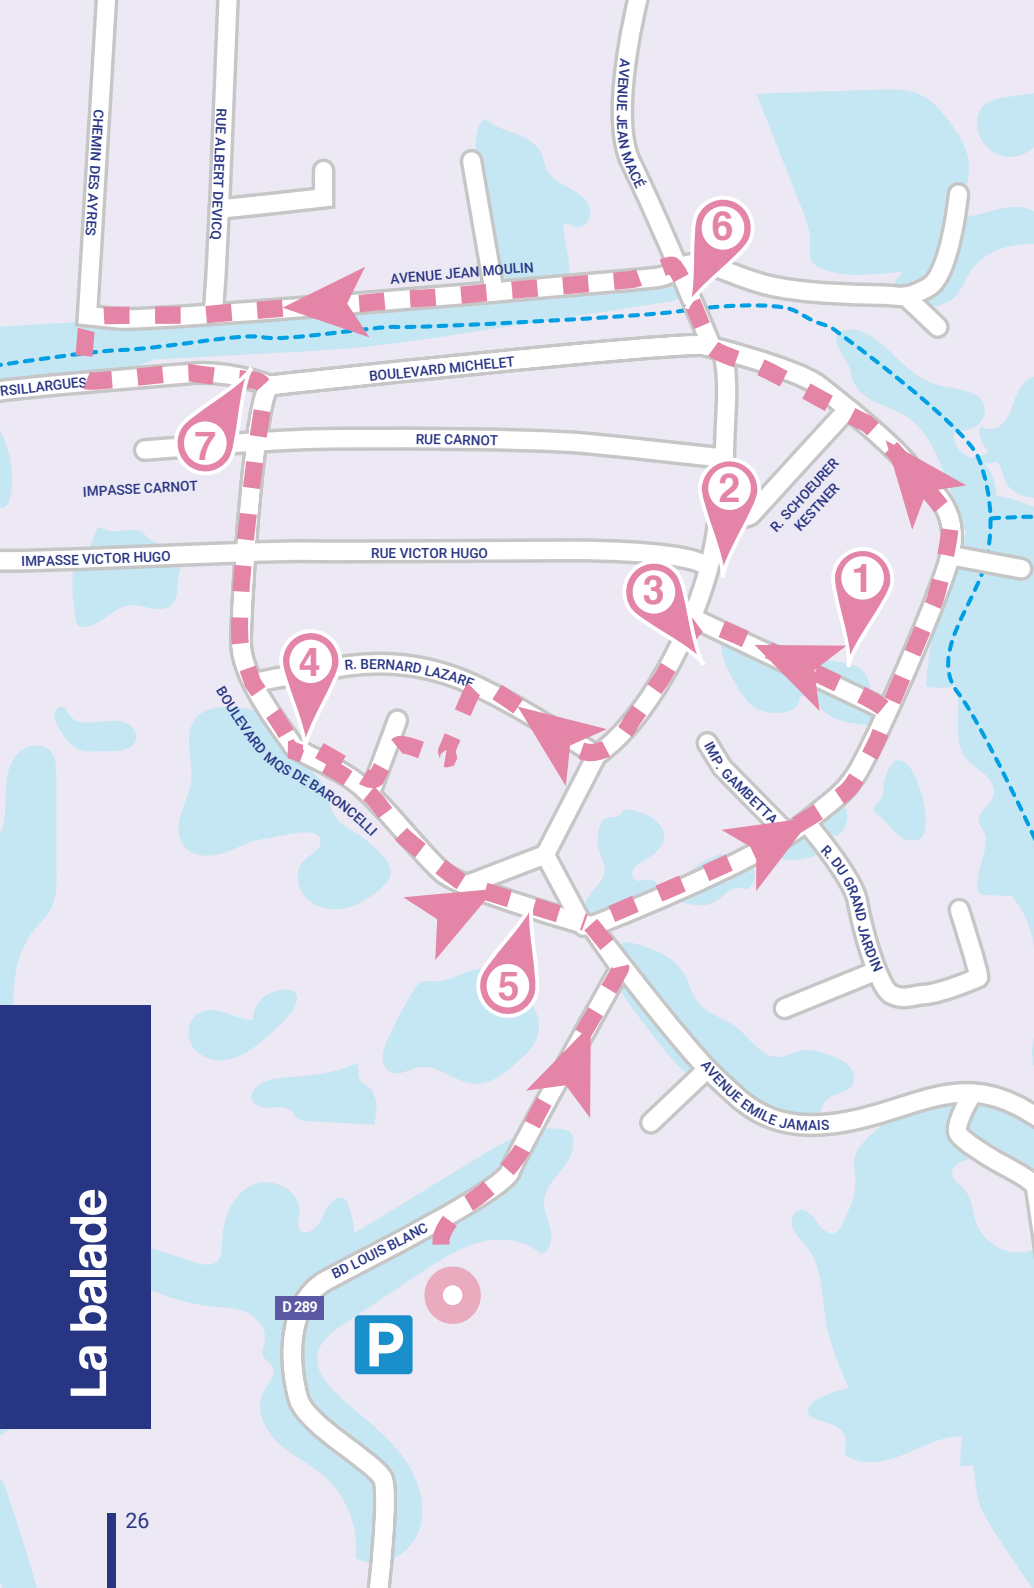 CHEMIN DES AYRES
RUE ALBERT DEVICQ
AVENUE JEAN MACÉ
6
AVENUE JEAN MOULIN
BOULEVARD MICHELET
RSILLARGUES
7
RUE CARNOT
IMPASSE CARNOT
2
R. SCHOEURER
KESTNER
IMPASSE VICTOR HUGO
RUE VICTOR HUGO
1
3
4
R. BERNARD LAZARE
BOULEVARD MQS DE BARONCELLI
IMP. GAMBETTA
R. DU GRAND JARDIN
5
AVENUE EMILE JAMAIS
BD LOUIS BLANC
D 289
P
La balade
26